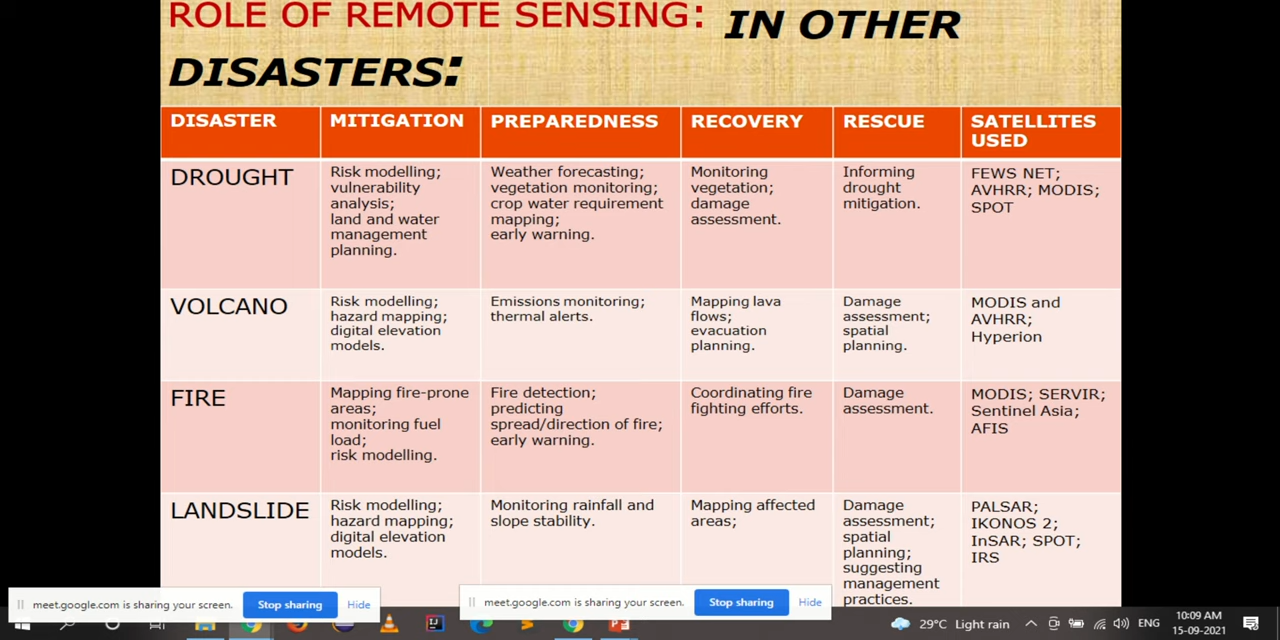 ROLE OF REMOTE SENSING: IN OTHER
DISASTERS:
DISASTER
MITIGATION
PREPAREDNESS
RECOVERY
RESCUE
SATELLITES
USED
DROUGHT
Risk modelling;
vulnerability
analysis;
land and water
management
planning.
Weather forecasting;
vegetation monitoring;
crop water requirement
mapping;
early warning.
Monitoring
vegetation;
damage
assessment.
Informing
drought
mitigation.
FEWS NET;
AVHRR; MODIS;
SPOT
VOLCANO
Risk modelling;
hazard mapping;
digital elevation
models.
Emissions monitoring;
thermal alerts.
Mapping lava
flows;
evacuation
planning.
Damage
assessment;
spatial
planning.
MODIS and
AVHRR;
Hyperion
FIRE
Mapping fire-prone
areas;
monitoring fuel
load;
risk modelling.
Fire detection;
predicting
spread/direction of fire;
early warning.
Coordinating fire
fighting efforts.
Damage
assessment.
MODIS; SERVIR;
Sentinel Asia;
AFIS
LANDSLIDE
Risk modelling;
hazard mapping;
digital elevation
models.
Monitoring rainfall and
slope stability.
Mapping affected
areas;
Damage
assessment;
spatial
planning;
suggesting
management
practices.
PALSAR;
IKONOS 2;
InSAR; SPOT;
IRS
meet.google.com is sharing your screen. Stop sharing Hide
meet.google.com is sharing your screen. Stop sharing Hide
29°C Light rain
ENG
10:09 AM
15-09-2021